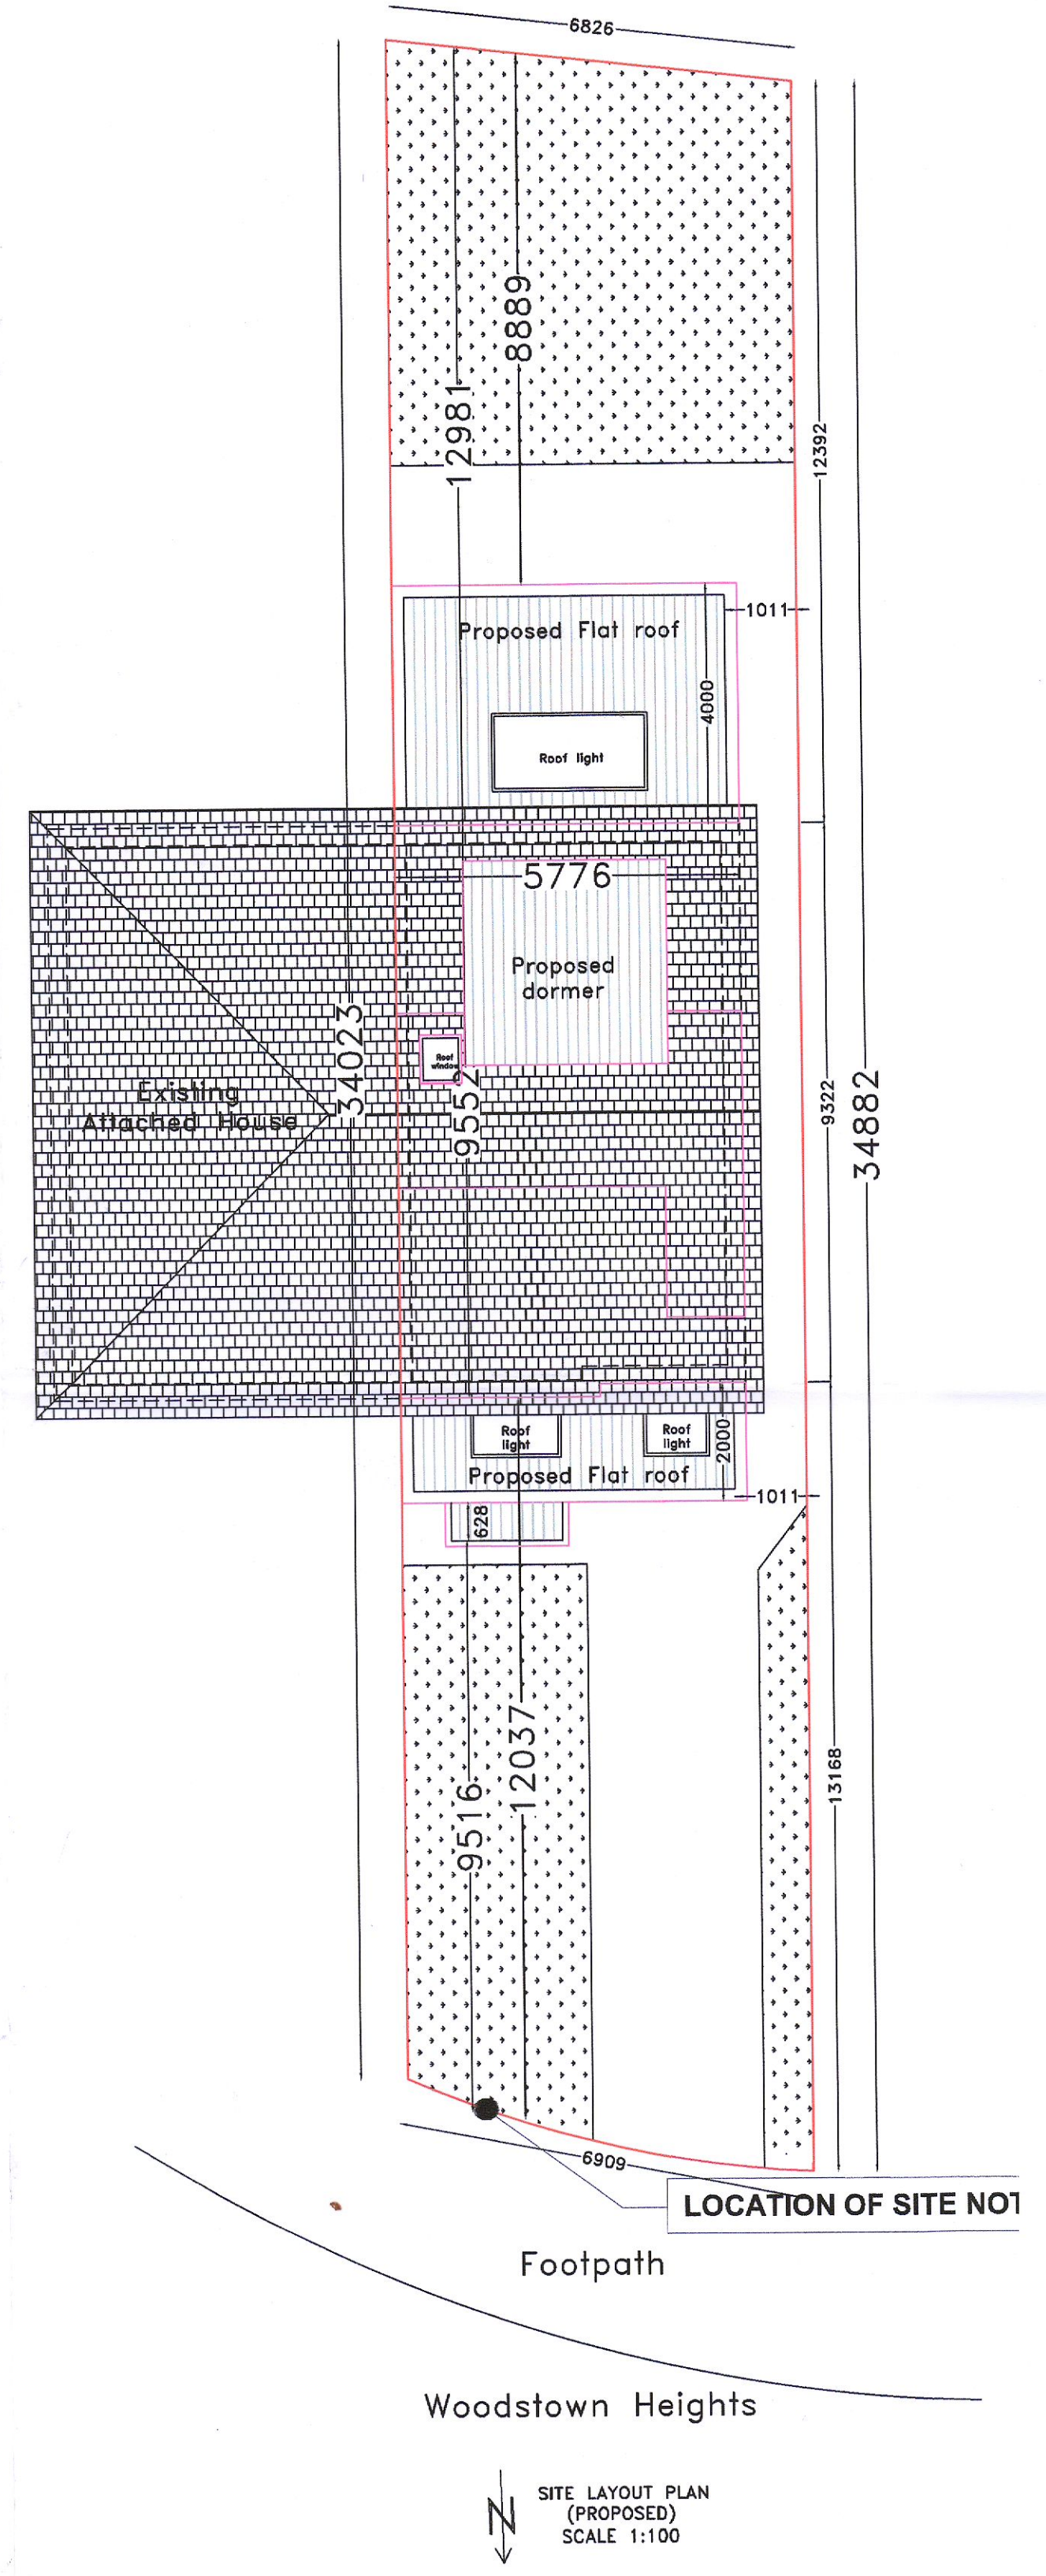 6826
8889
12981
12392
Proposed Flat roof
1011
4000
Roof light
5776
Proposed
dormer
Roof
window
34023
9552
9322
34882
Existing
Attached House
Roof
light
Roof
light
2000
Proposed Flat roof
1011
628
12037
9516
13168
6909
LOCATION OF SITE NOT
Footpath
Woodstown Heights
N
SITE LAYOUT PLAN
(PROPOSED)
SCALE 1:100